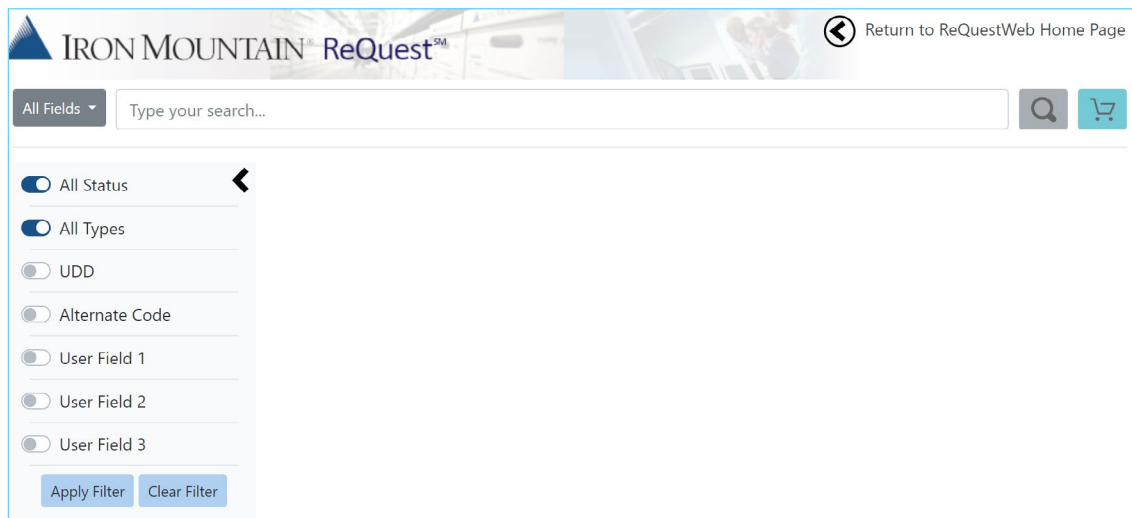 IRON MOUNTAIN® ReQuest℠
Return to ReQuestWeb Home Page
All Fields
Type your search...
All Status
All Types
UDD
Alternate Code
User Field 1
User Field 2
User Field 3
Apply Filter Clear Filter